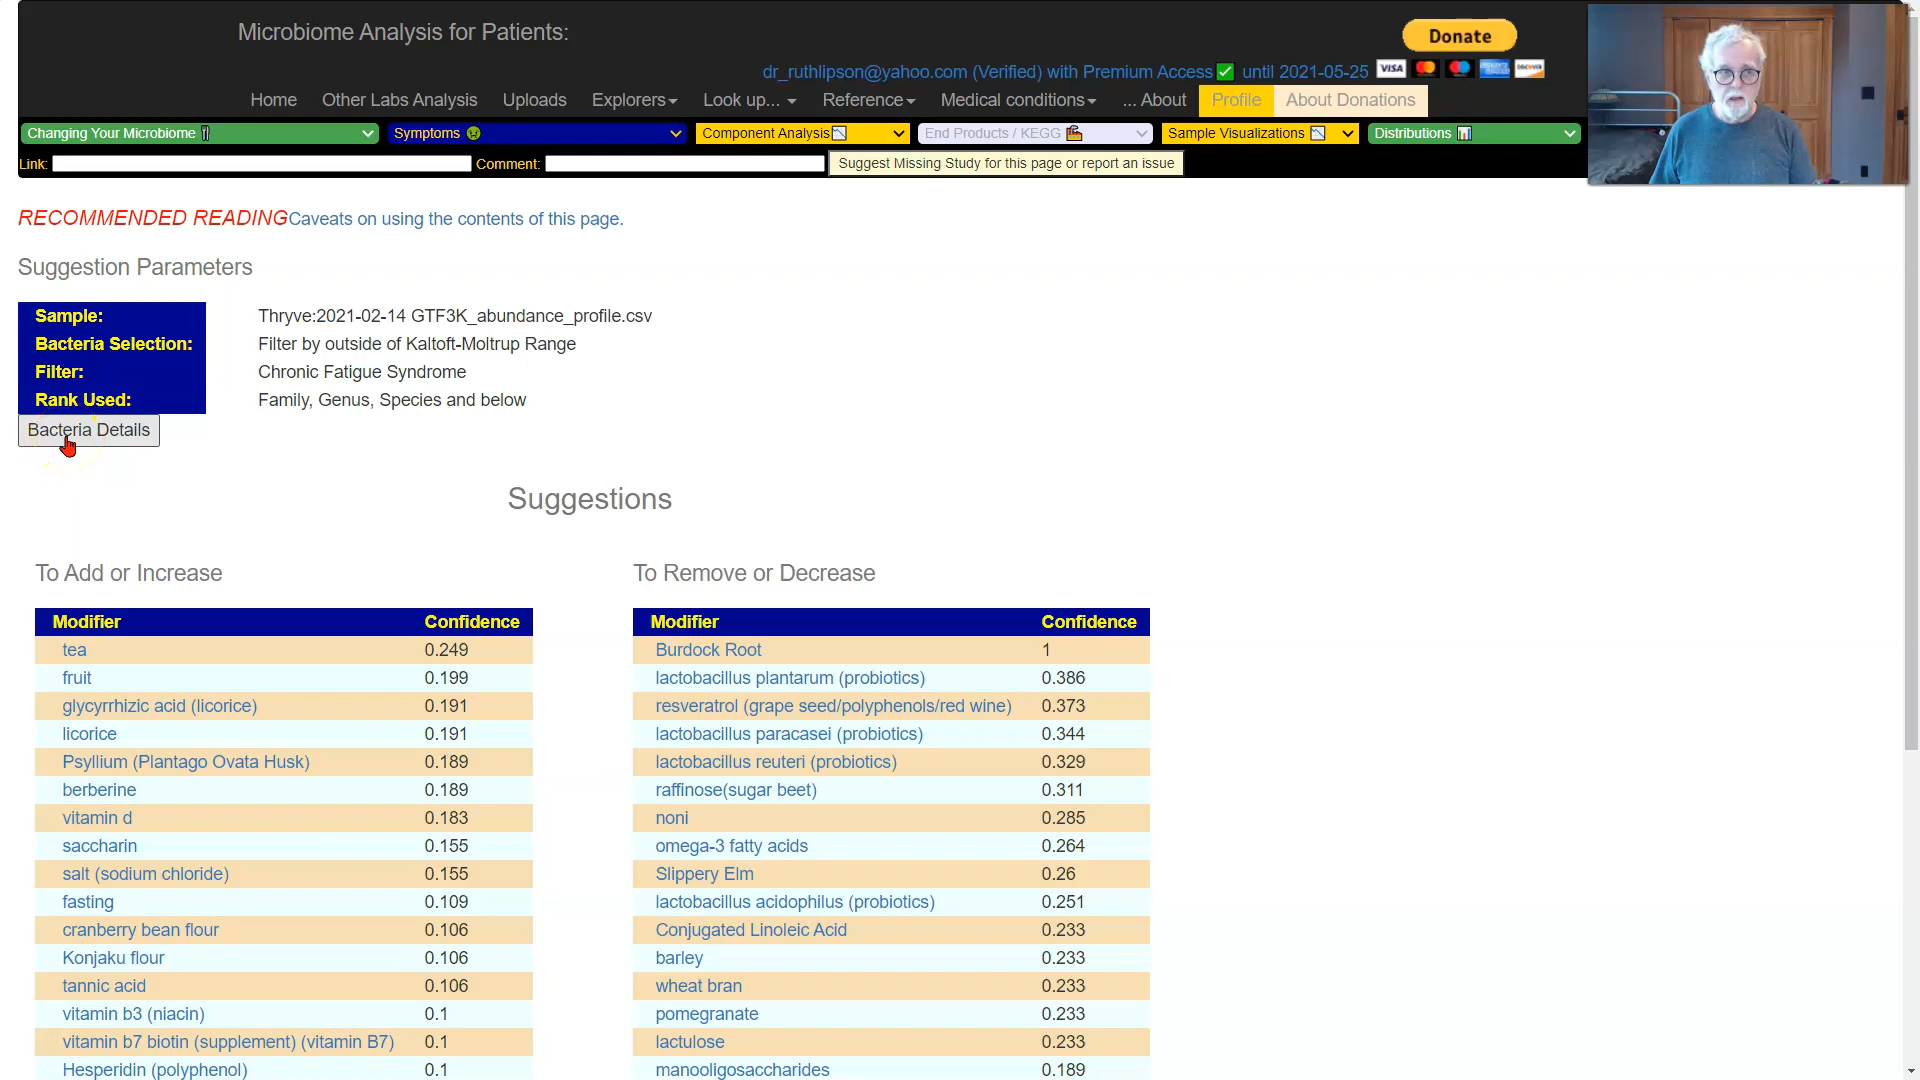 Microbiome Analysis for Patients:
Donate
dr_ruthlipson@yahoo.com (Verified) with Premium Access ✅ until 2021-05-25 VISA
DISCOVER
Home Other Labs Analysis Uploads Explorers Look up... Reference Medical conditions ... About Profile About Donations
Changing Your Microbiome Symptoms Component Analysis End Products / KEGG Sample Visualizations Distributions
Link: Comment: Suggest Missing Study for this page or report an issue
RECOMMENDED READING Caveats on using the contents of this page.
Suggestion Parameters
Sample: Thryve:2021-02-14 GTF3K_abundance_profile.csv
Bacteria Selection: Filter by outside of Kaltoft-Moltrup Range
Filter: Chronic Fatigue Syndrome
Rank Used: Family, Genus, Species and below
Bacteria Details
Suggestions
To Add or Increase
Modifier Confidence
tea 0.249
fruit 0.199
glycyrrhizic acid (licorice) 0.191
licorice 0.191
Psyllium (Plantago Ovata Husk) 0.189
berberine 0.189
vitamin d 0.183
saccharin 0.155
salt (sodium chloride) 0.155
fasting 0.109
cranberry bean flour 0.106
Konjaku flour 0.106
tannic acid 0.106
vitamin b3 (niacin) 0.1
vitamin b7 biotin (supplement) (vitamin B7) 0.1
Hesperidin (polyphenol) 0.1
To Remove or Decrease
Modifier Confidence
Burdock Root 1
lactobacillus plantarum (probiotics) 0.386
resveratrol (grape seed/polyphenols/red wine) 0.373
lactobacillus paracasei (probiotics) 0.344
lactobacillus reuteri (probiotics) 0.329
raffinose(sugar beet) 0.311
noni 0.285
omega-3 fatty acids 0.264
Slippery Elm 0.26
lactobacillus acidophilus (probiotics) 0.251
Conjugated Linoleic Acid 0.233
barley 0.233
wheat bran 0.233
pomegranate 0.233
lactulose 0.233
manooligosaccharides 0.189